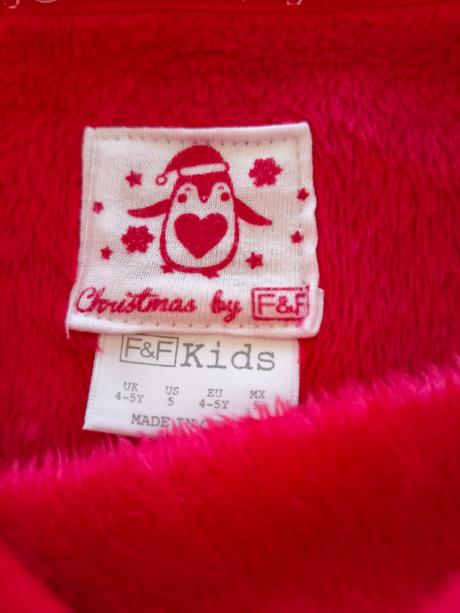 Christmas by F&F
F&F Kids
UK US EU MX
4-5Y 5 4-5Y
MADE IN